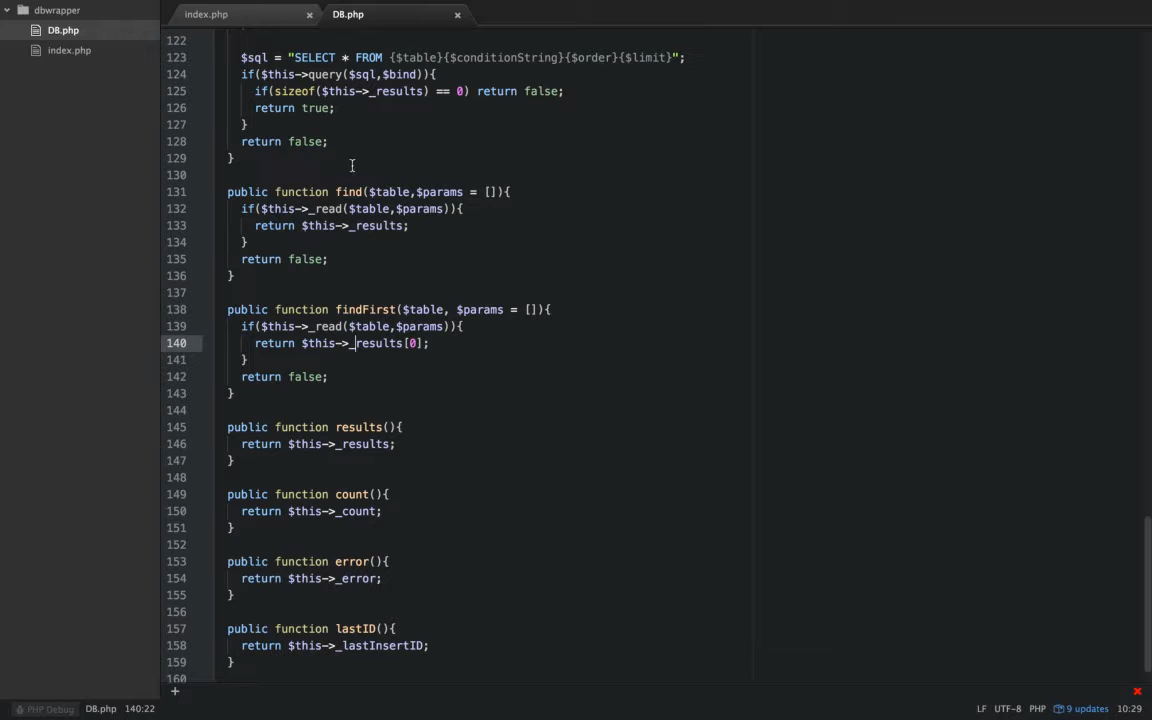 dbwrapper
DB.php
index.php
index.php ×
DB.php ×
122
123 $sql = "SELECT * FROM {$table}{$conditionString}{$order}{$limit}";
124 if($this->query($sql,$bind)){
125 if(sizeof($this->_results) == 0) return false;
126 return true;
127 }
128 return false;
129 }
130
131 public function find($table,$params = []){
132 if($this->_read($table,$params)){
133 return $this->_results;
134 }
135 return false;
136 }
137
138 public function findFirst($table, $params = []){
139 if($this->_read($table,$params)){
140 return $this->_results[0];
141 }
142 return false;
143 }
144
145 public function results(){
146 return $this->_results;
147 }
148
149 public function count(){
150 return $this->_count;
151 }
152
153 public function error(){
154 return $this->_error;
155 }
156
157 public function lastID(){
158 return $this->_lastInsertID;
159 }
160
+
PHP Debug DB.php 140:22 LF UTF-8 PHP 9 updates 10:29